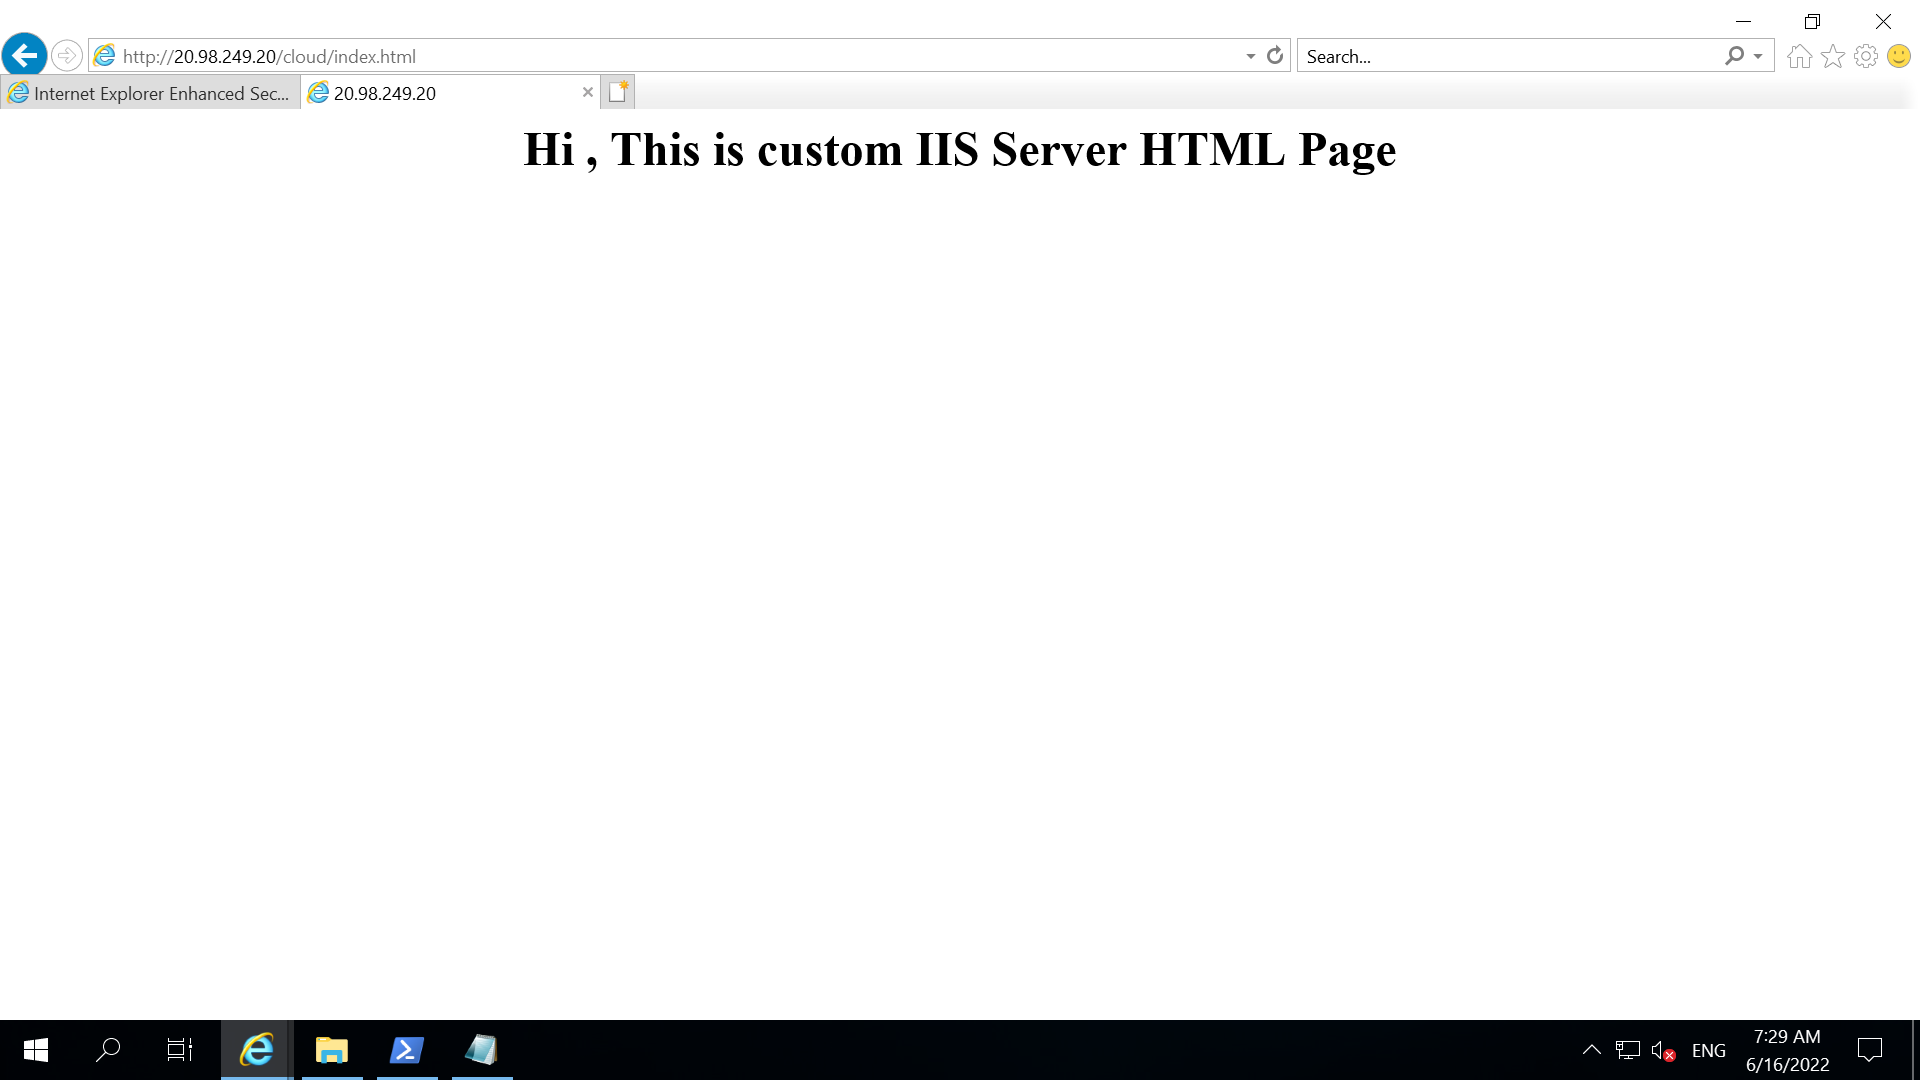 http://20.98.249.20/cloud/index.html
Search...
Internet Explorer Enhanced Sec...
20.98.249.20
Hi , This is custom IIS Server HTML Page
ENG
7:29 AM
6/16/2022